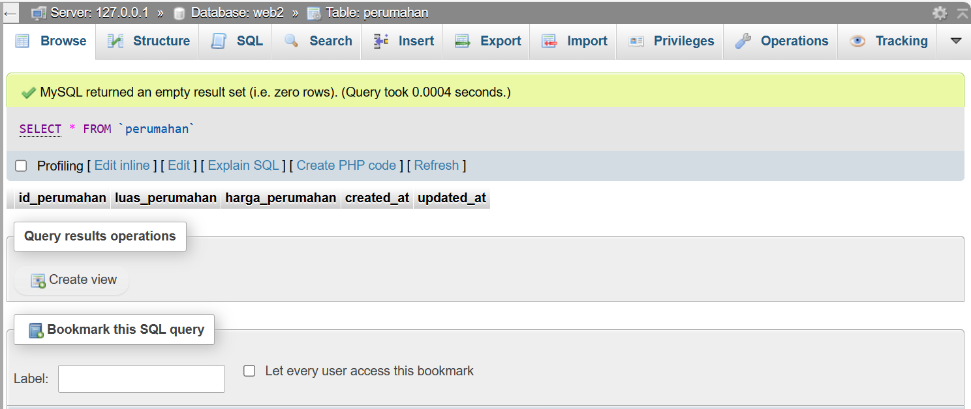 Server: 127.0.0.1 » Database: web2 » Table: perumahan
Browse Structure SQL Search Insert Export Import Privileges Operations Tracking
MySQL returned an empty result set (i.e. zero rows). (Query took 0.0004 seconds.)
SELECT * FROM `perumahan`
Profiling [ Edit inline ] [ Edit ] [ Explain SQL ] [ Create PHP code ] [ Refresh ]
id_perumahan luas_perumahan harga_perumahan created_at updated_at
Query results operations
Create view
Bookmark this SQL query
Label: Let every user access this bookmark